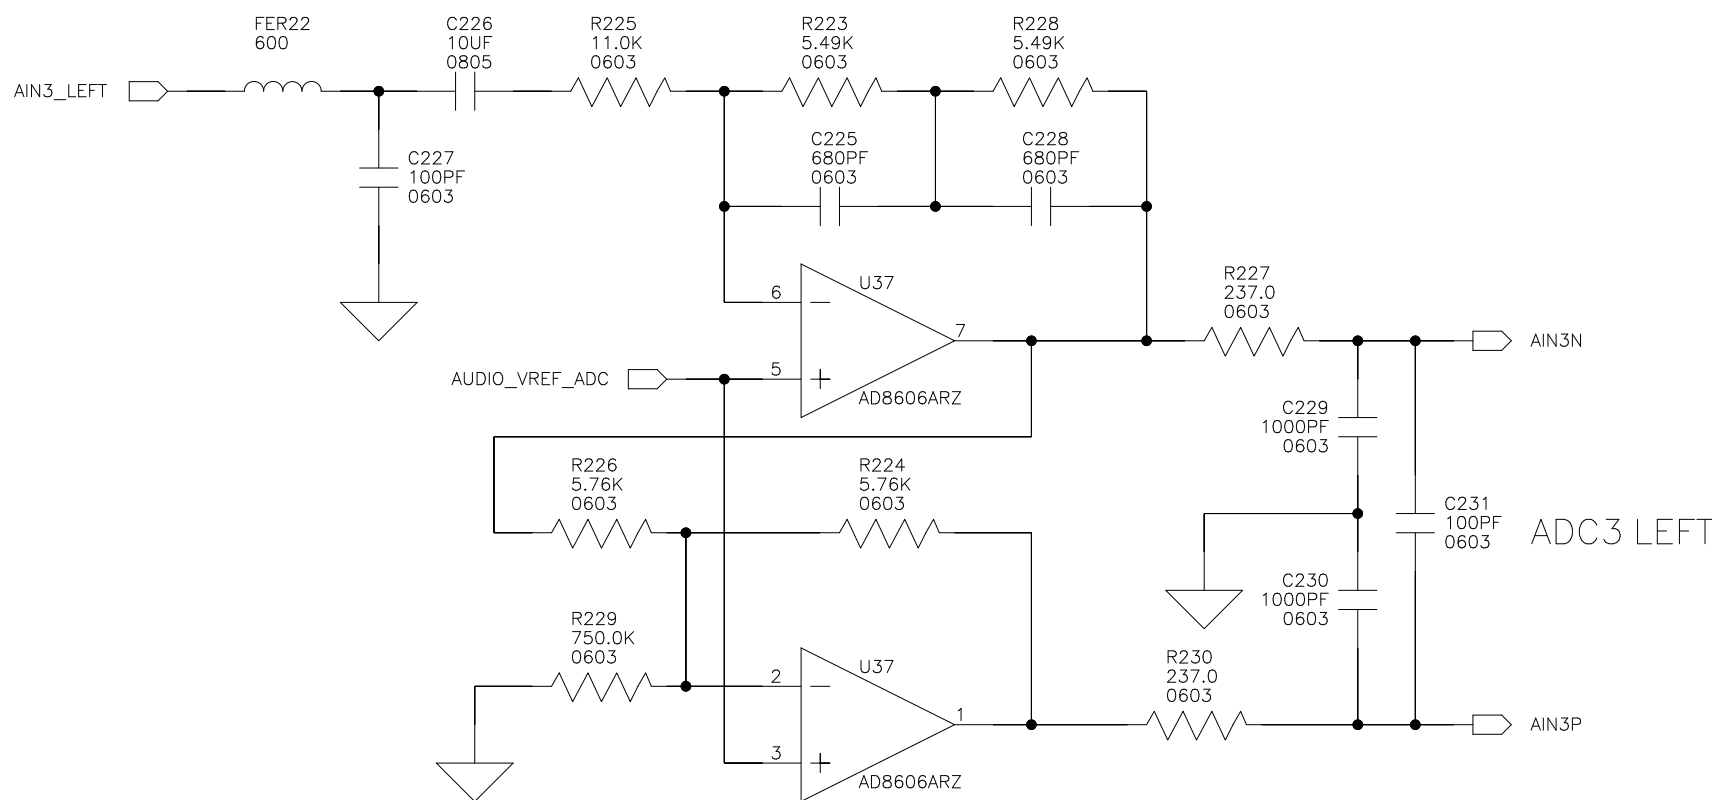 FER22
600
C226
10UF
0805
R225
11.0K
0603
R223
5.49K
0603
R228
5.49K
0603
AIN3_LEFT
C227
100PF
0603
C225
680PF
0603
C228
680PF
0603
U37
6
7
5
AD8606ARZ
AUDIO_VREF_ADC
R227
237.0
0603
AIN3N
C229
1000PF
0603
R226
5.76K
0603
R224
5.76K
0603
C231
100PF
0603
ADC3 LEFT
C230
1000PF
0603
R229
750.0K
0603
U37
2
1
3
AD8606ARZ
R230
237.0
0603
AIN3P